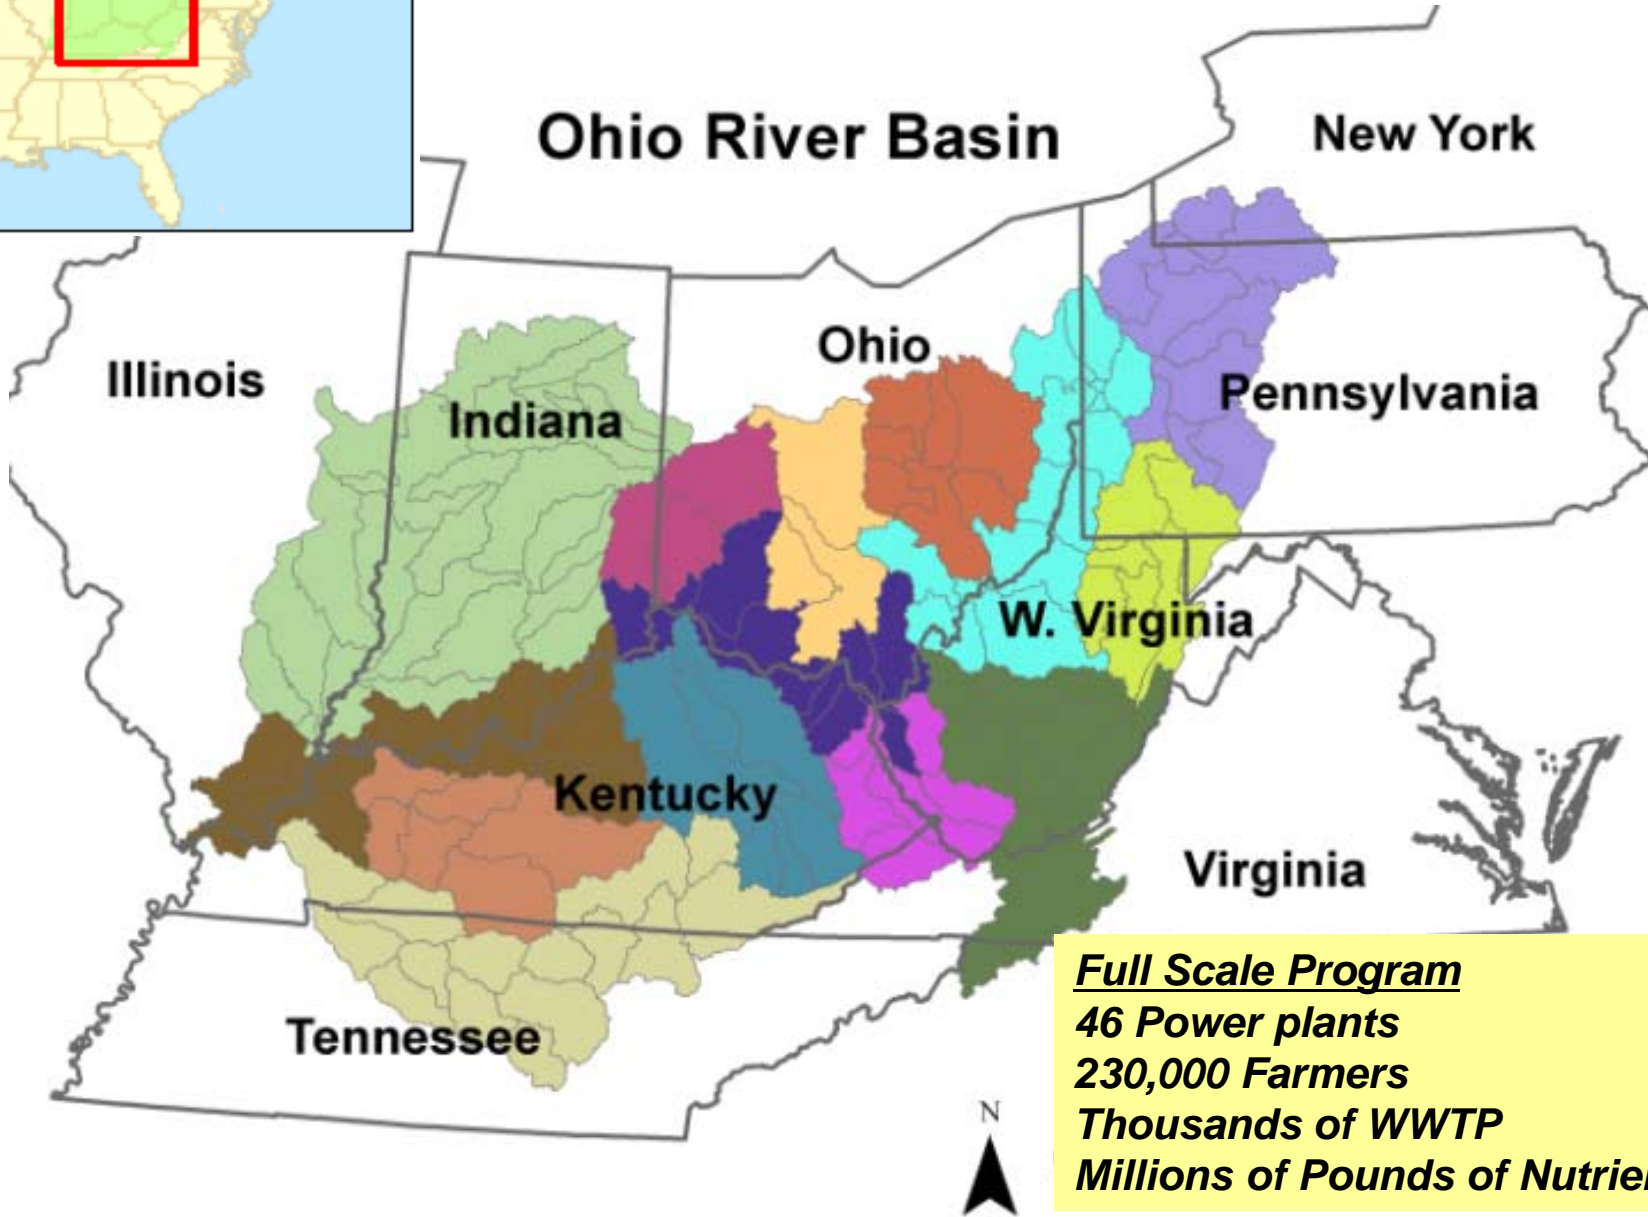 Ohio River Basin
New York
Ohio
Illinois
Indiana
Pennsylvania
W. Virginia
Kentucky
Virginia
Tennessee
Full Scale Program
46 Power plants
230,000 Farmers
Thousands of WWTP
Millions of Pounds of
N